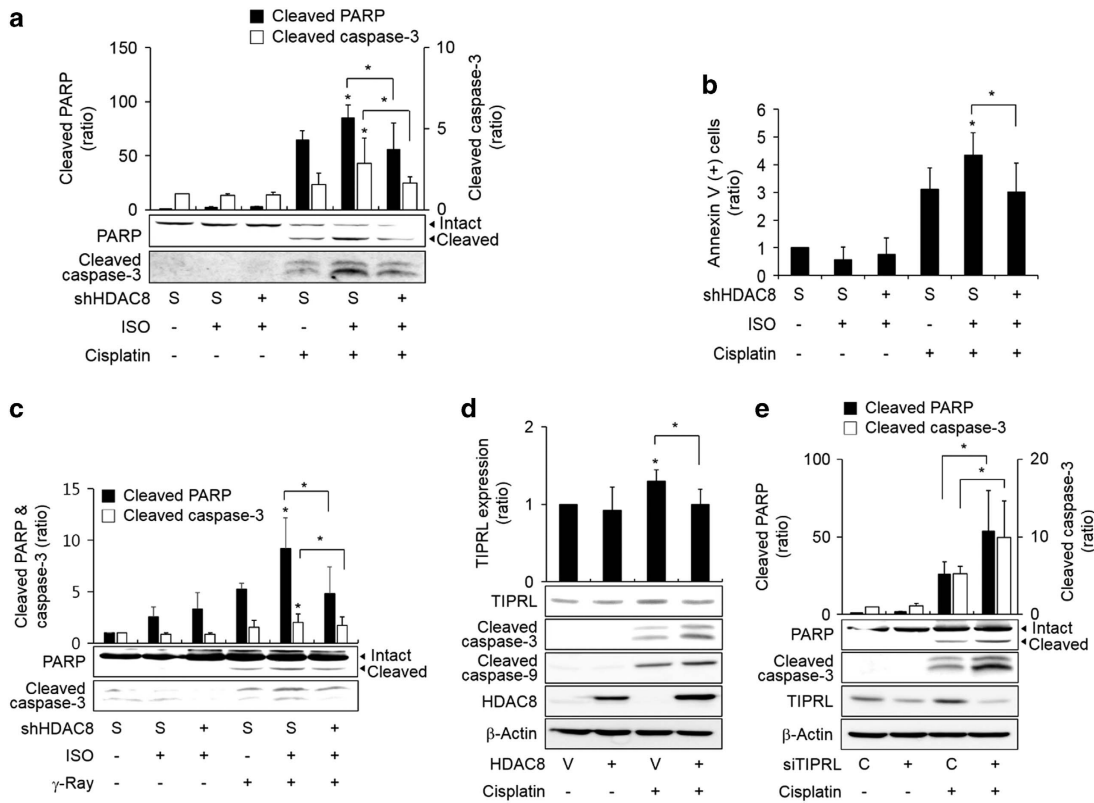 a
Cleaved PARP
Cleaved caspase-3
150
100
50
0
Cleaved PARP
(ratio)
10
5
0
Cleaved caspase-3
(ratio)
*
*
*
*
PARP
Intact
Cleaved
Cleaved
caspase-3
shHDAC8 S S + S S +
ISO - + + - + +
Cisplatin - - - + + +
b
6
5
4
3
2
1
0
Annexin V (+) cells
(ratio)
*
*
shHDAC8 S S + S S +
ISO - + + - + +
Cisplatin - - - + + +
c
Cleaved PARP
Cleaved caspase-3
15
10
5
0
Cleaved PARP &
caspase-3 (ratio)
*
*
*
*
PARP
Intact
Cleaved
Cleaved
caspase-3
shHDAC8 S S + S S +
ISO - + + - + +
γ-Ray - - - + + +
d
2
1
0
TIPRL expression
(ratio)
*
*
TIPRL
Cleaved
caspase-3
Cleaved
caspase-9
HDAC8
β-Actin
HDAC8 V + V +
Cisplatin - - + +
e
Cleaved PARP
Cleaved caspase-3
100
50
0
Cleaved PARP
(ratio)
20
10
0
Cleaved caspase-3
(ratio)
*
*
PARP
Intact
Cleaved
Cleaved
caspase-3
TIPRL
β-Actin
siTIPRL C + C +
Cisplatin - - + +